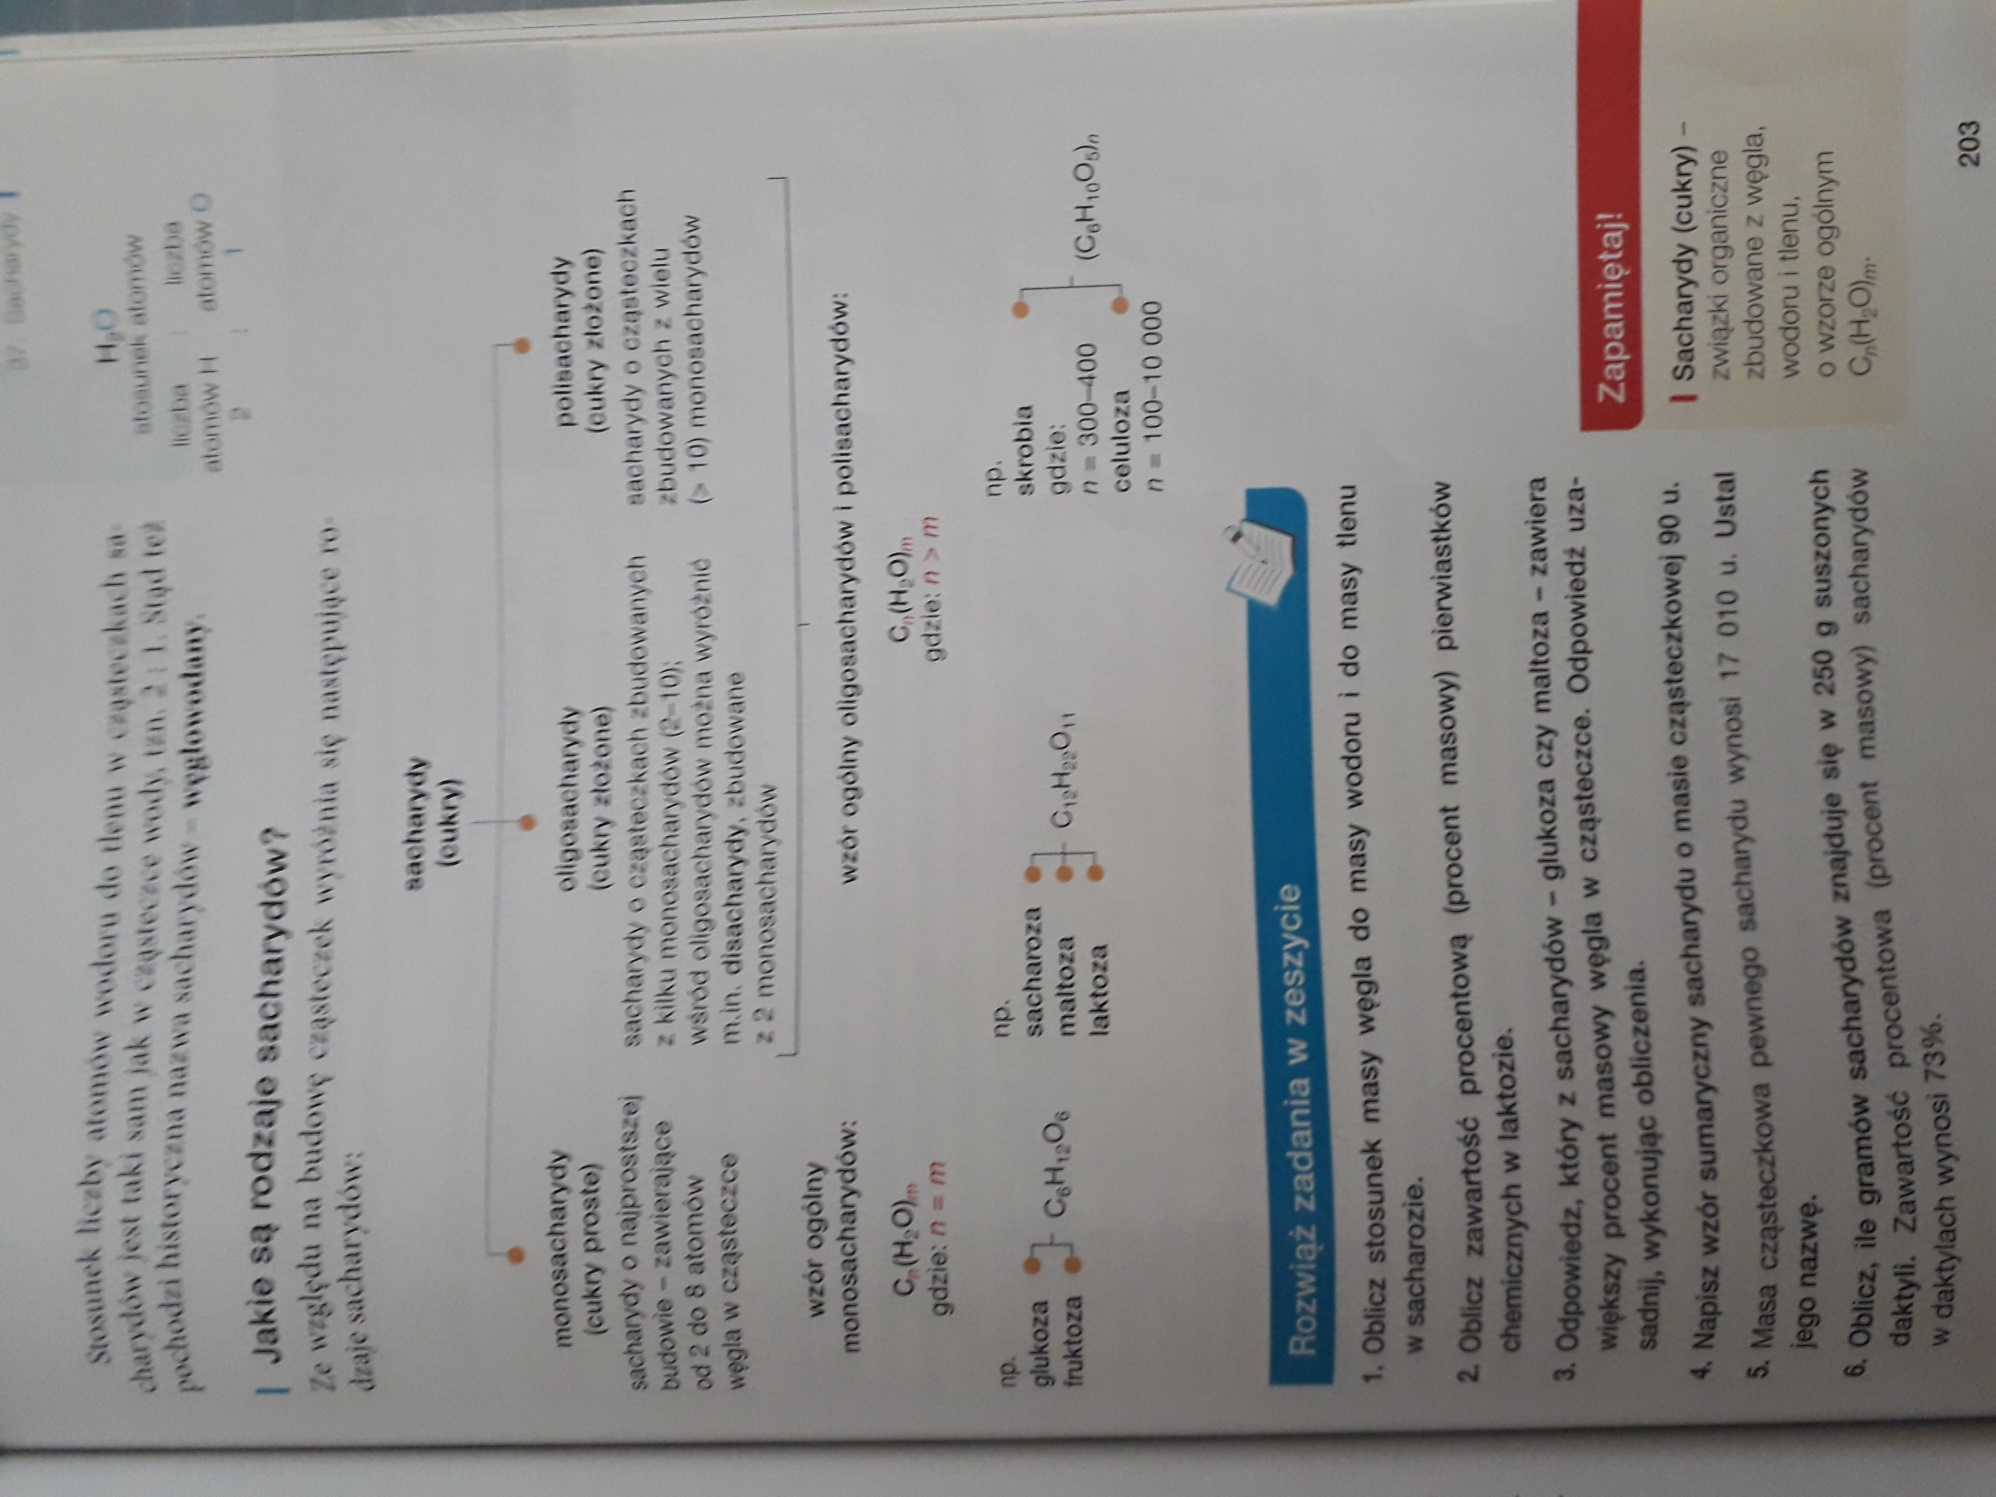 37. Sacharydy
Stosunek liczby atomów wodoru do tlenu w cząsteczkach sa-
charydów jest taki sam jak w cząsteczce wody, tzn. 2 : 1. Stąd też
pochodzi historyczna nazwa sacharydów – węglowodany.
H₂O
stosunek atomów
liczba : liczba
atomów H atomów O
2 : 1
Jakie są rodzaje sacharydów?
Ze względu na budowę cząsteczek wyróżnia się następujące ro-
dzaje sacharydów:
sacharydy
(cukry)
monosacharydy
(cukry proste)
sacharydy o najprostszej
budowie – zawierające
od 2 do 8 atomów
węgla w cząsteczce
oligosacharydy
(cukry złożone)
sacharydy o cząsteczkach zbudowanych
z kilku monosacharydów (2–10);
wśród oligosacharydów można wyróżnić
m.in. disacharydy, zbudowane
z 2 monosacharydów
polisacharydy
(cukry złożone)
sacharydy o cząsteczkach
zbudowanych z wielu
(> 10) monosacharydów
wzór ogólny
monosacharydów:
Cₙ(H₂O)ₘ
gdzie: n = m
wzór ogólny oligosacharydów i polisacharydów:
Cₙ(H₂O)ₘ
gdzie: n > m
np.
glukoza
fruktoza
C₆H₁₂O₆
np.
sacharoza
maltoza
laktoza
C₁₂H₂₂O₁₁
np.
skrobia
gdzie:
n = 300–400
celuloza
n = 100–10 000
(C₆H₁₀O₅)ₙ
Rozwiąż zadania w zeszycie
1. Oblicz stosunek masy węgla do masy wodoru i do masy tlenu
w sacharozie.
2. Oblicz zawartość procentową (procent masowy) pierwiastków
chemicznych w laktozie.
3. Odpowiedz, który z sacharydów – glukoza czy maltoza – zawiera
większy procent masowy węgla w cząsteczce. Odpowiedź uza-
sadnij, wykonując obliczenia.
4. Napisz wzór sumaryczny sacharydu o masie cząsteczkowej 90 u.
5. Masa cząsteczkowa pewnego sacharydu wynosi 17 010 u. Ustal
jego nazwę.
6. Oblicz, ile gramów sacharydów znajduje się w 250 g suszonych
daktyli. Zawartość procentowa (procent masowy) sacharydów
w daktylach wynosi 73%.
Zapamiętaj!
Sacharydy (cukry) –
związki organiczne
zbudowane z węgla,
wodoru i tlenu,
o wzorze ogólnym
Cₙ(H₂O)ₘ.
203